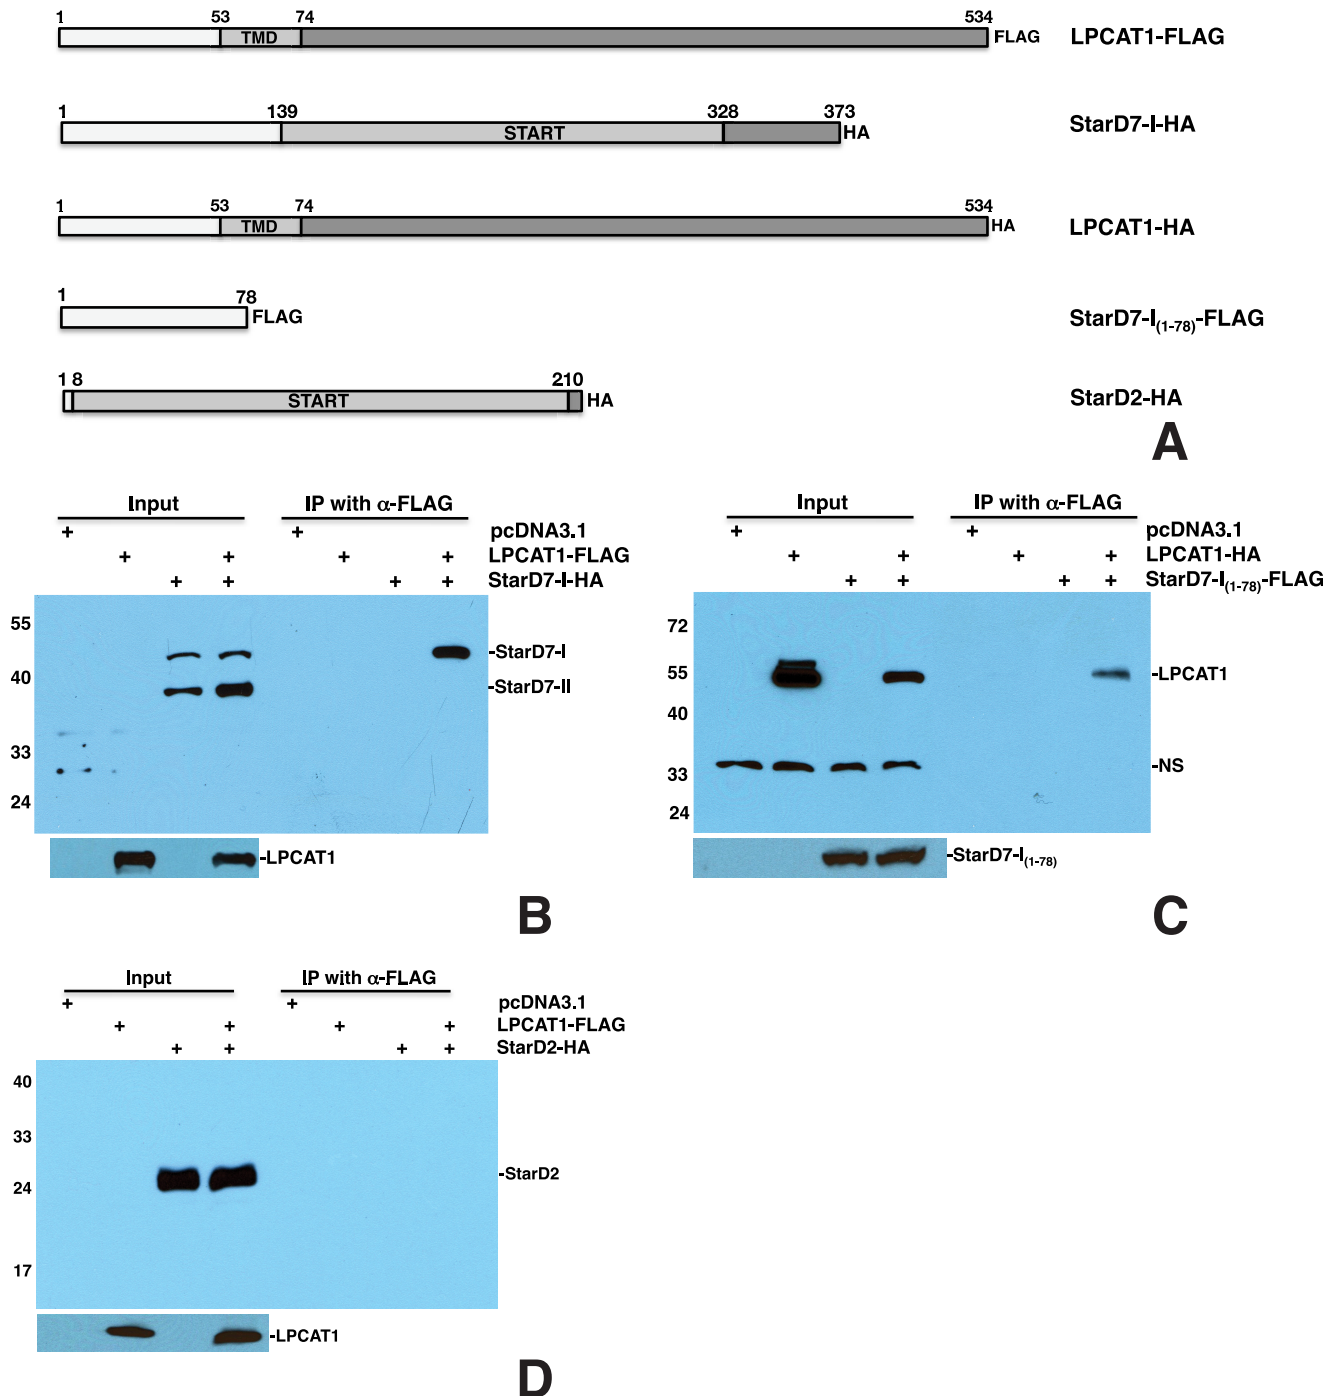 1 53 74 534
TMD FLAG LPCAT1-FLAG
1 139 328 373
START HA StarD7-I-HA
1 53 74 534
TMD HA LPCAT1-HA
1 78
FLAG StarD7-I(1-78)-FLAG
1 8 210
START HA StarD2-HA
A
Input IP with α-FLAG
+ + pcDNA3.1
+ + + + LPCAT1-FLAG
+ + + + StarD7-I-HA
55
-StarD7-I
40
-StarD7-II
33
24
-LPCAT1
B
Input IP with α-FLAG
+ + pcDNA3.1
+ + + + LPCAT1-HA
+ + + + StarD7-I(1-78)-FLAG
72
55 -LPCAT1
40
33 -NS
24
-StarD7-I(1-78)
C
Input IP with α-FLAG
+ + pcDNA3.1
+ + + + LPCAT1-FLAG
+ + + + StarD2-HA
40
33
24 -StarD2
17
-LPCAT1
D